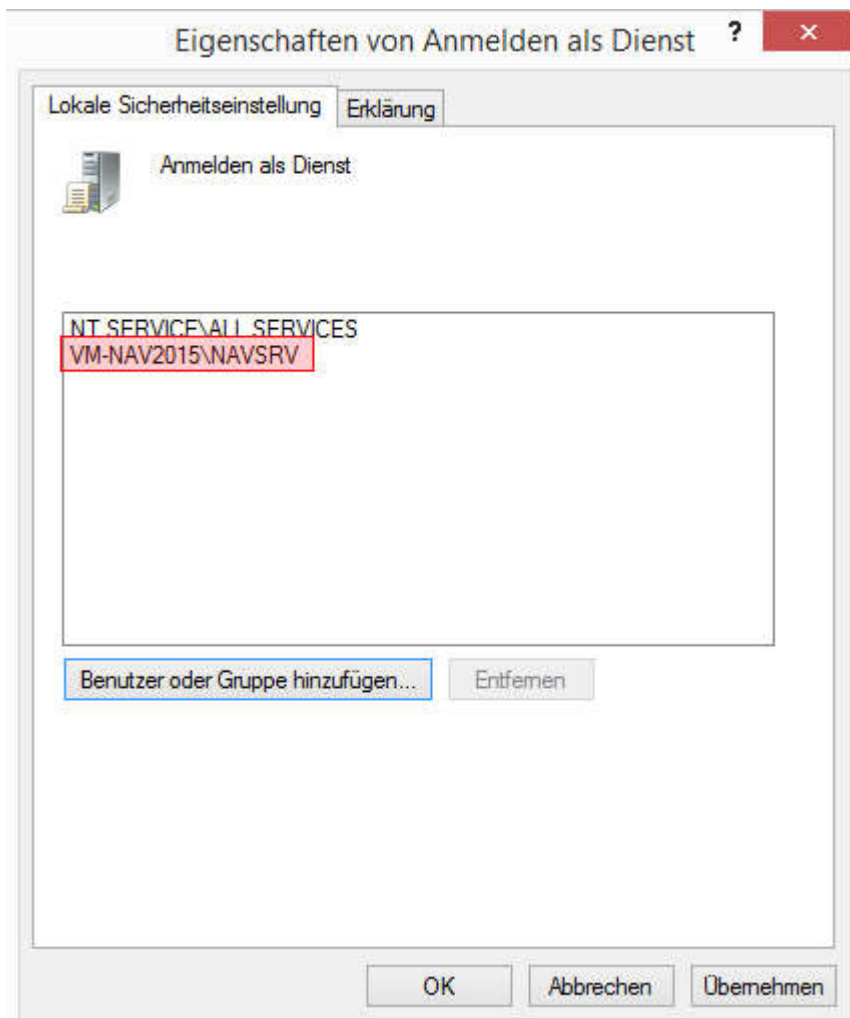 Eigenschaften von Anmelden als Dienst ? ×
Lokale Sicherheitseinstellung Erklärung
Anmelden als Dienst
NT SERVICE\ALL SERVICES
VM-NAV2015\NAVSRV
Benutzer oder Gruppe hinzufügen... Entfernen
OK Abbrechen Übernehmen